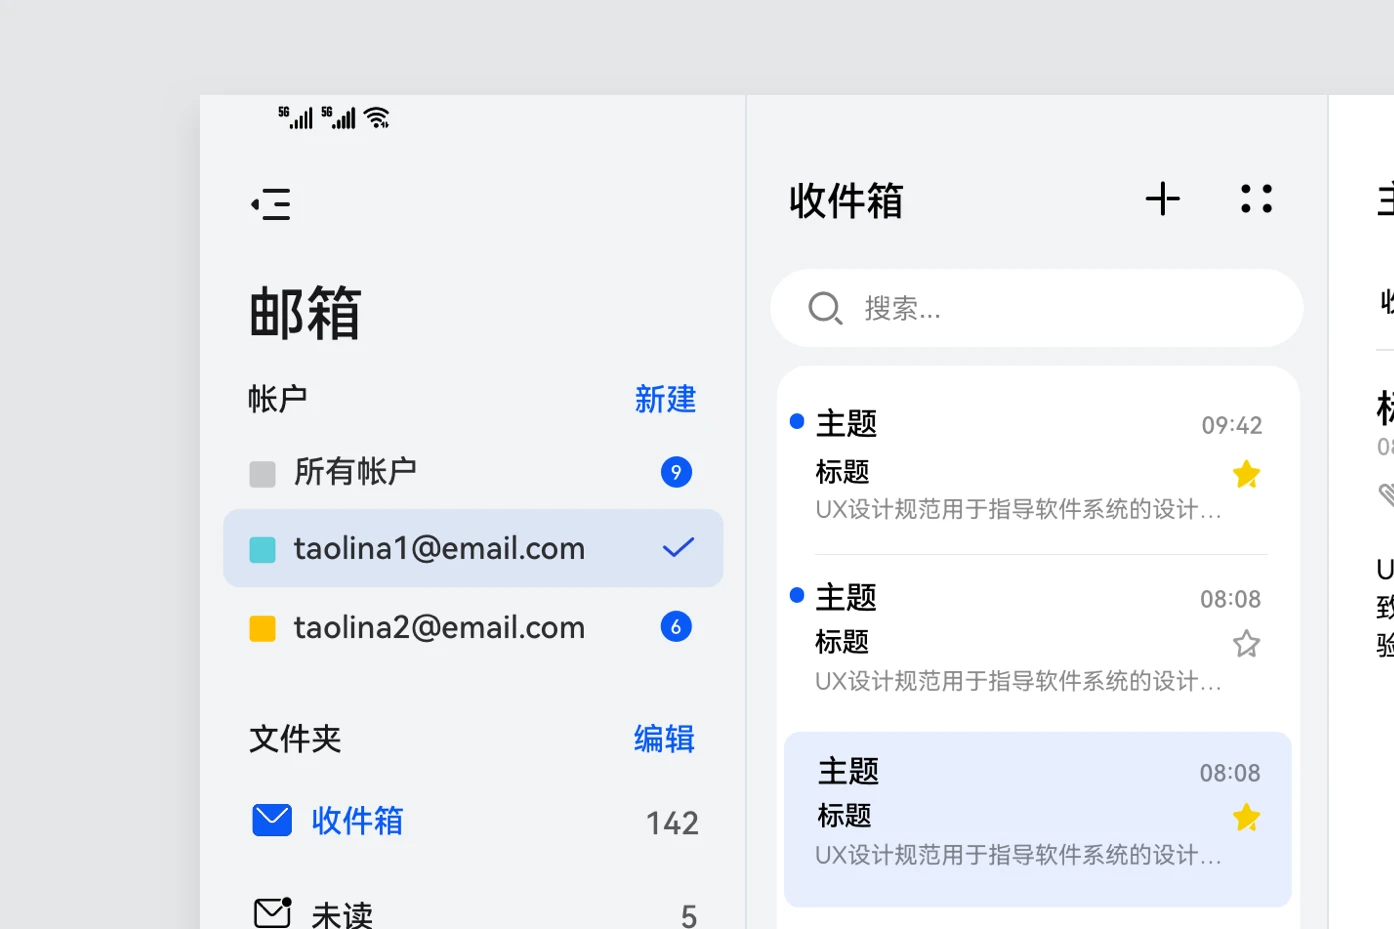 5G 5G
邮箱
帐户 新建
所有帐户 9
taolina1@email.com
taolina2@email.com 6
文件夹 编辑
收件箱 142
未读 5
收件箱
搜索...
主题 09:42
标题
UX设计规范用于指导软件系统的设计...
主题 08:08
标题
UX设计规范用于指导软件系统的设计...
主题 08:08
标题
UX设计规范用于指导软件系统的设计...
U
致
验